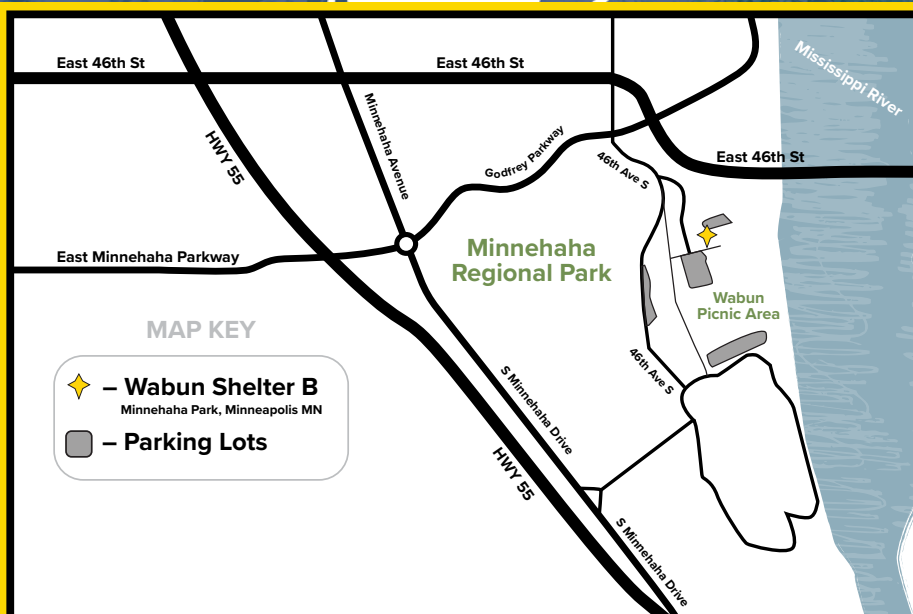 East 46th St
East 46th St
Mississippi River
HWY 55
Minnehaha Avenue
Godfrey Parkway
46th Ave S
East 46th St
East Minnehaha Parkway
Minnehaha
Regional Park
Wabun
Picnic Area
MAP KEY
– Wabun Shelter B
Minnehaha Park, Minneapolis MN
– Parking Lots
46th Ave S
S Minnehaha Drive
HWY 55
S Minnehaha Drive